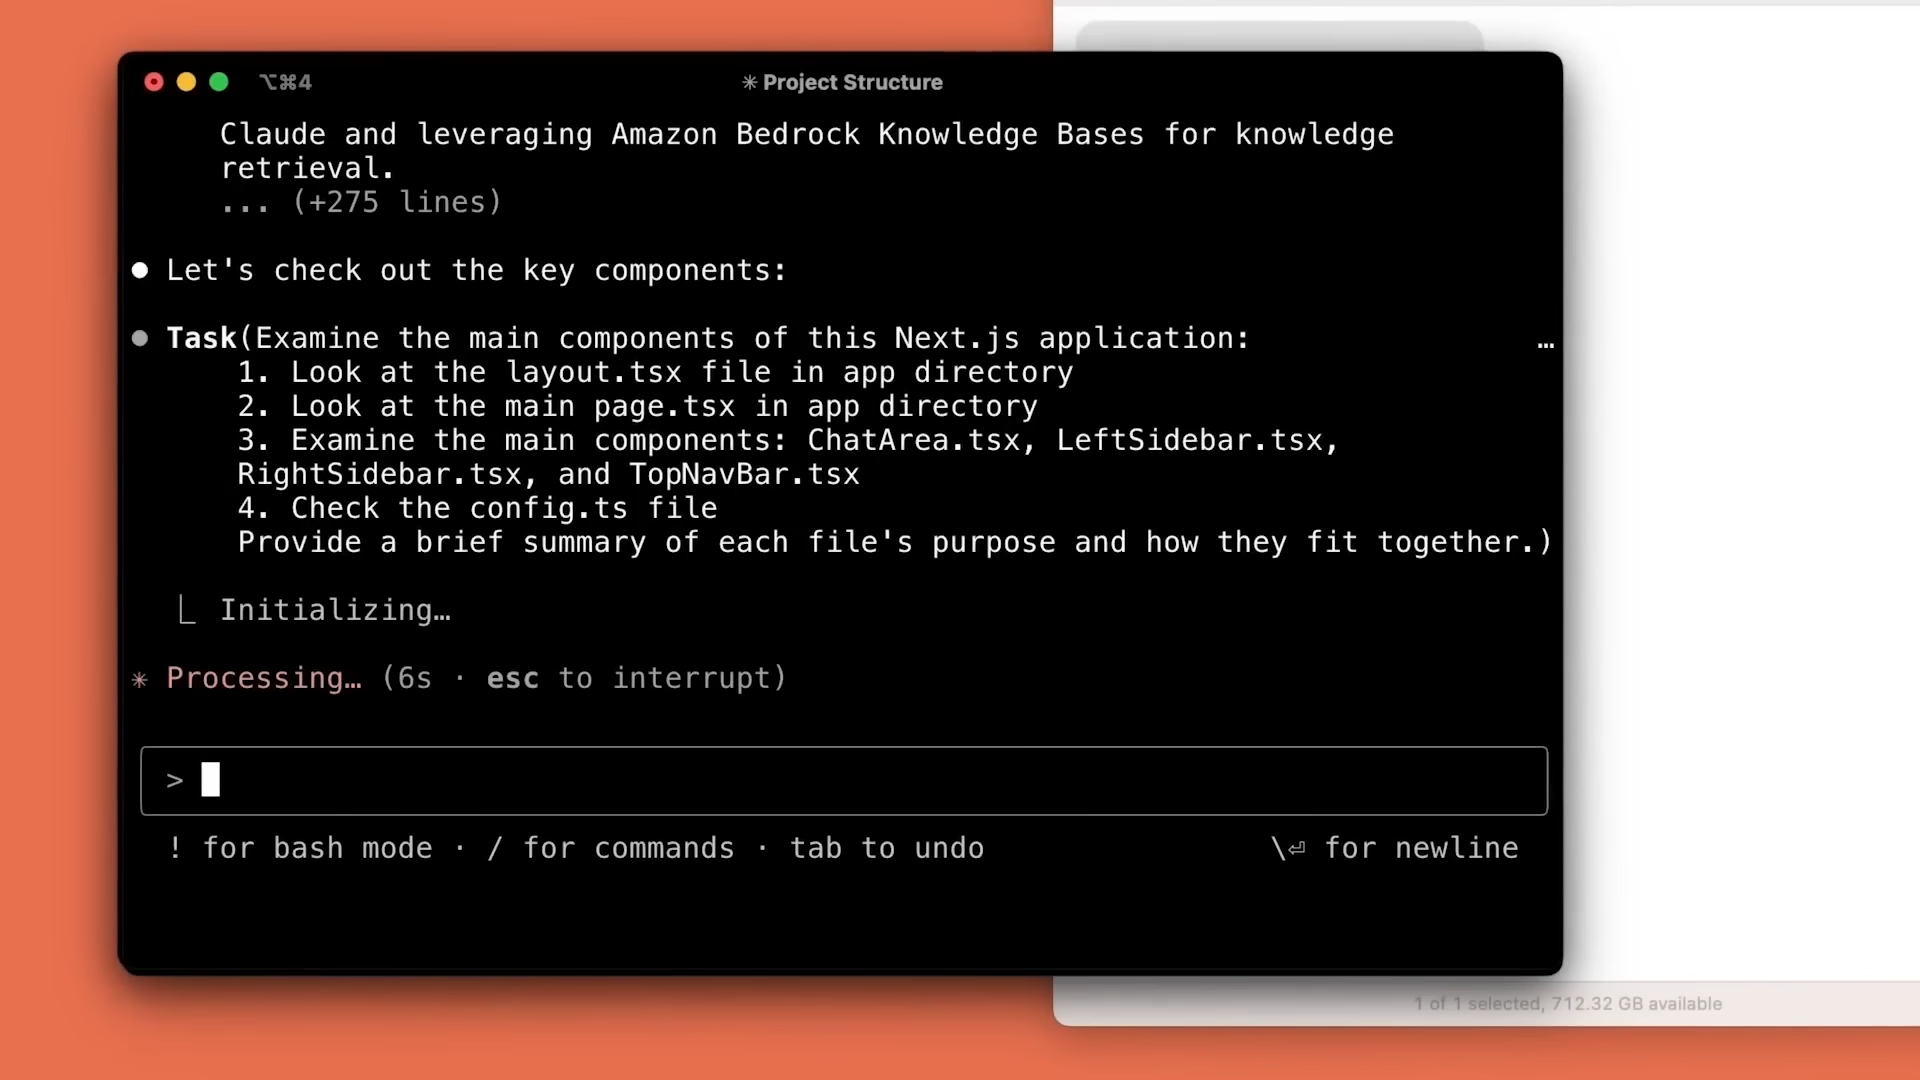 ⌥⌘4
✳ Project Structure
Claude and leveraging Amazon Bedrock Knowledge Bases for knowledge
retrieval.
... (+275 lines)
● Let's check out the key components:
● Task(Examine the main components of this Next.js application: …
1. Look at the layout.tsx file in app directory
2. Look at the main page.tsx in app directory
3. Examine the main components: ChatArea.tsx, LeftSidebar.tsx,
RightSidebar.tsx, and TopNavBar.tsx
4. Check the config.ts file
Provide a brief summary of each file's purpose and how they fit together.)
⎿ Initializing…
✳ Processing… (6s · esc to interrupt)
>
! for bash mode · / for commands · tab to undo
\⏎ for newline
1 of 1 selected, 712.32 GB available